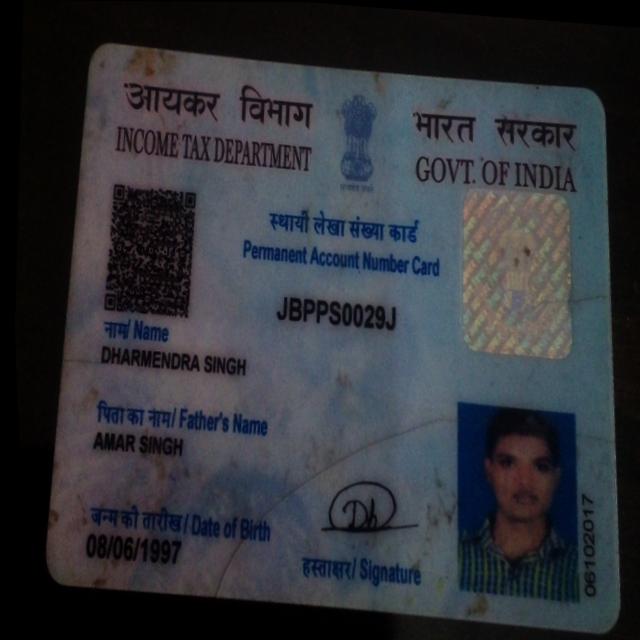 आयकर विभाग
INCOME TAX DEPARTMENT
भारत सरकार
GOVT. OF INDIA
स्थायी लेखा संख्या कार्ड
Permanent Account Number Card
JBPPS0029J
नाम/ Name
DHARMENDRA SINGH
पिता का नाम/ Father's Name
AMAR SINGH
जन्म की तारीख/ Date of Birth
08/06/1997
हस्ताक्षर/ Signature
06102017